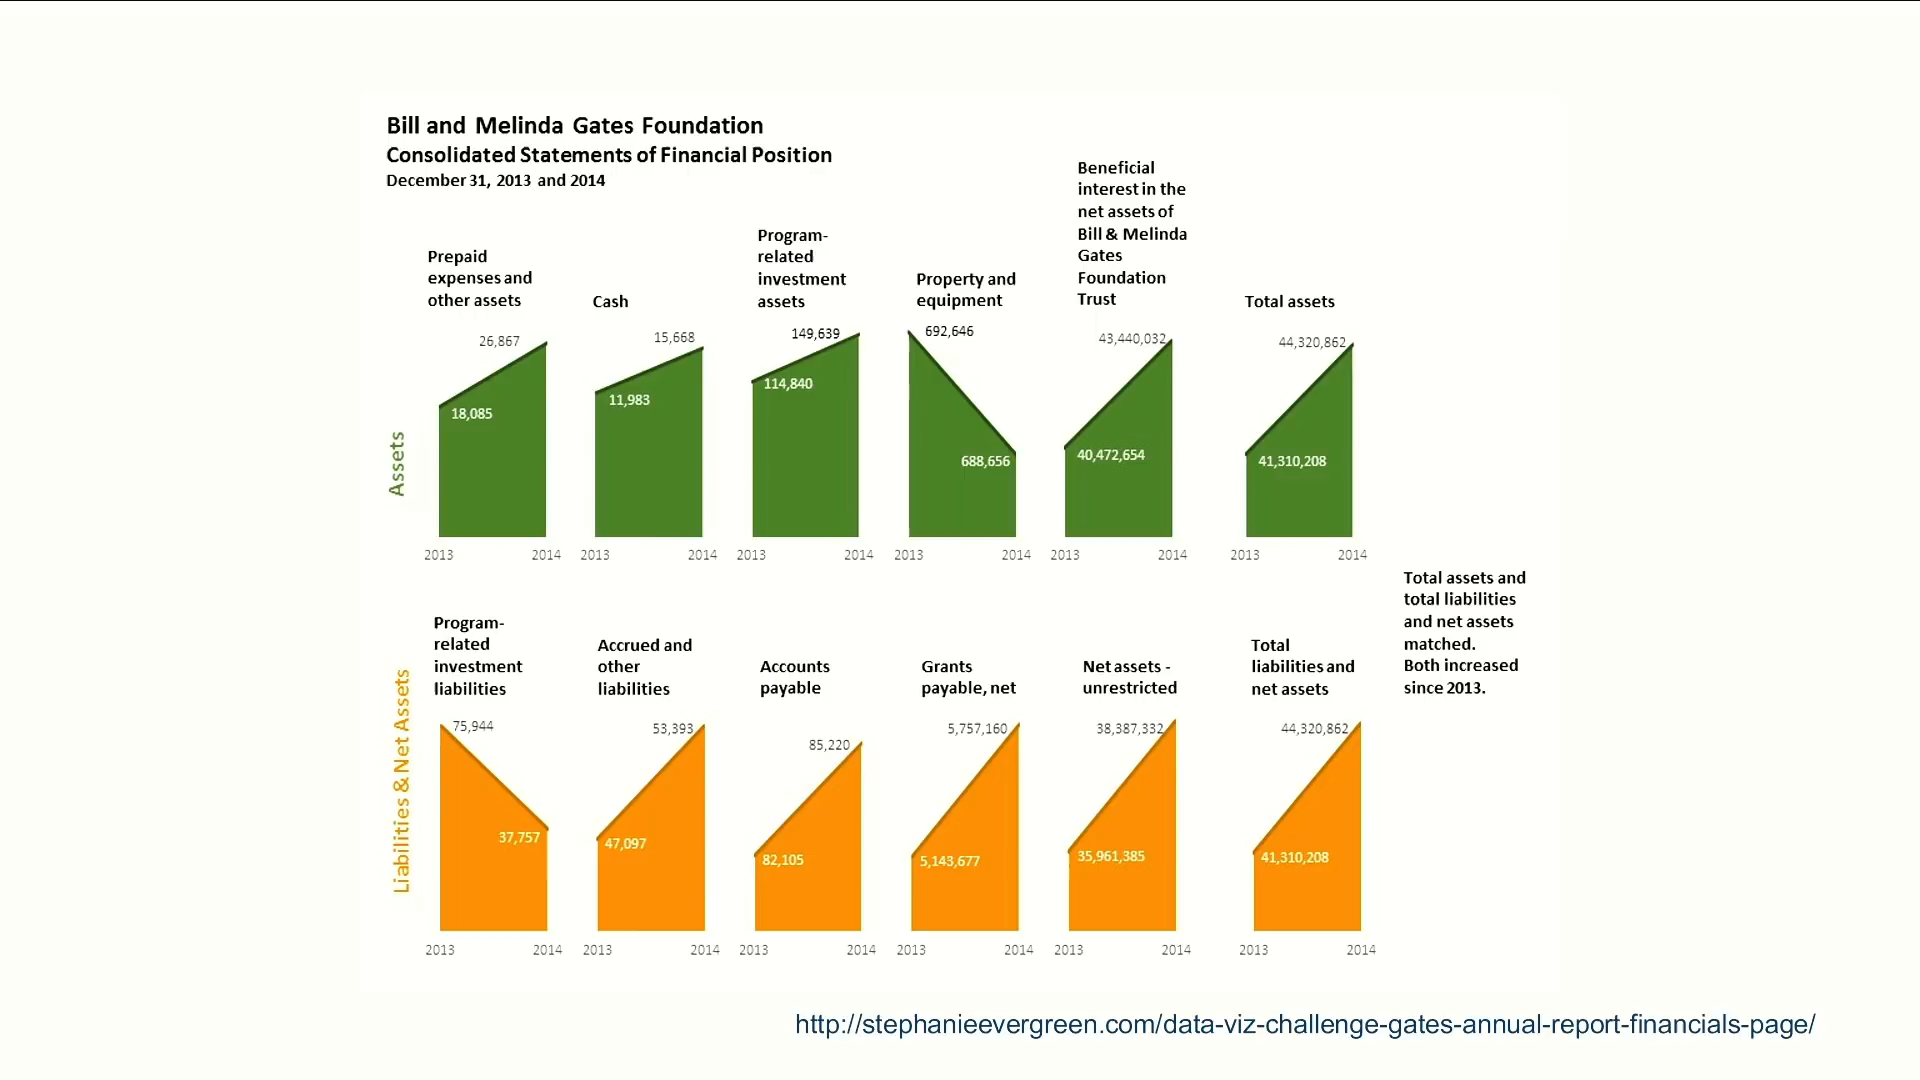 Bill and Melinda Gates Foundation
Consolidated Statements of Financial Position
December 31, 2013 and 2014
Assets
Prepaid
expenses and
other assets
26,867
18,085
2013 2014
Cash
15,668
11,983
2013 2014
Program-
related
investment
assets
149,639
114,840
2013 2014
Property and
equipment
692,646
688,656
2013 2014
Beneficial
interest in the
net assets of
Bill & Melinda
Gates
Foundation
Trust
43,440,032
40,472,654
2013 2014
Total assets
44,320,862
41,310,208
2013 2014
Liabilities & Net Assets
Program-
related
investment
liabilities
75,944
37,757
2013 2014
Accrued and
other
liabilities
53,393
47,097
2013 2014
Accounts
payable
85,220
82,105
2013 2014
Grants
payable, net
5,757,160
5,143,677
2013 2014
Net assets -
unrestricted
38,387,332
35,961,385
2013 2014
Total
liabilities and
net assets
44,320,862
41,310,208
2013 2014
Total assets and
total liabilities
and net assets
matched.
Both increased
since 2013.
http://stephanieevergreen.com/data-viz-challenge-gates-annual-report-financials-page/